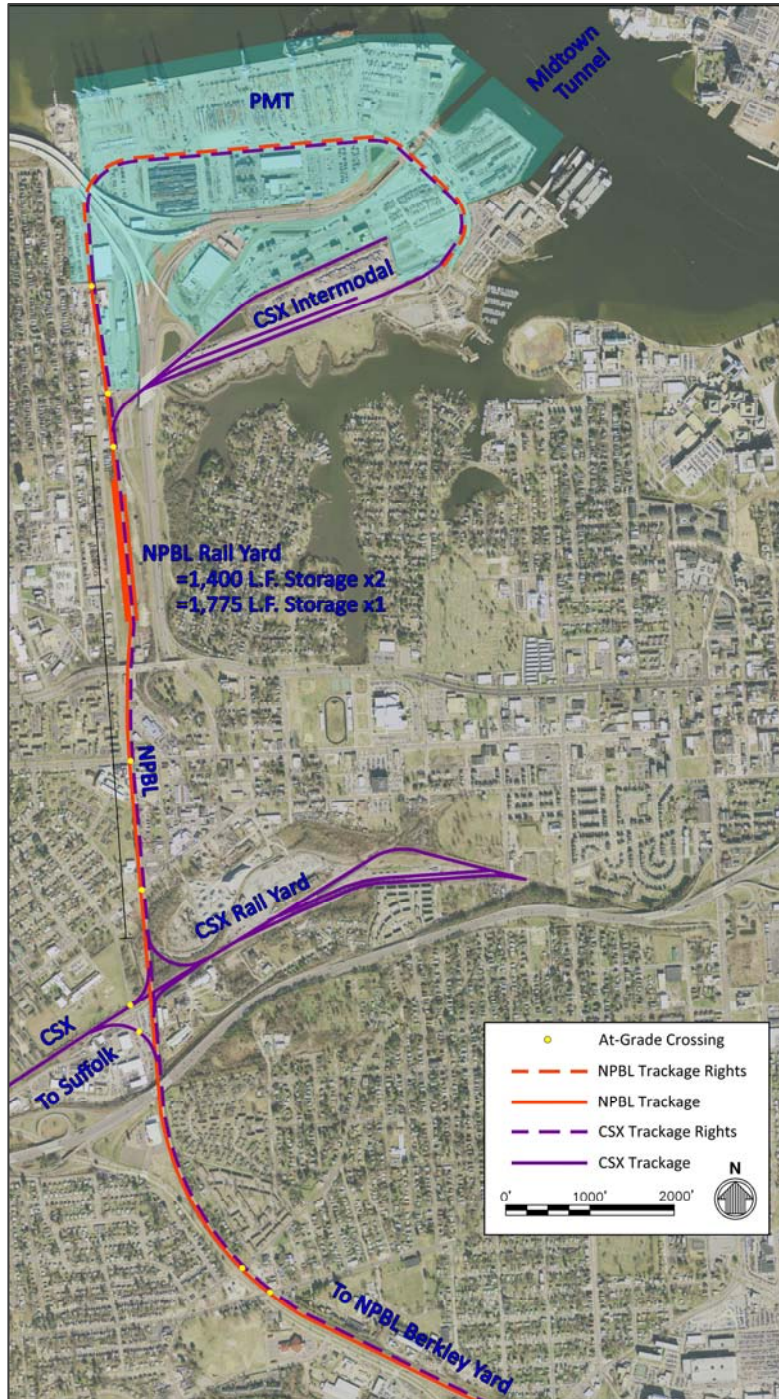 PMT
Midtown
Tunnel
CSX Intermodal
NPBL Rail Yard
=1,400 L.F. Storage x2
=1,775 L.F. Storage x1
NPBL
CSX Rail Yard
CSX
To Suffolk
At-Grade Crossing
NPBL Trackage Rights
NPBL Trackage
CSX Trackage Rights
CSX Trackage
N
0' 1000' 2000'
To NPBL Berkley Yard